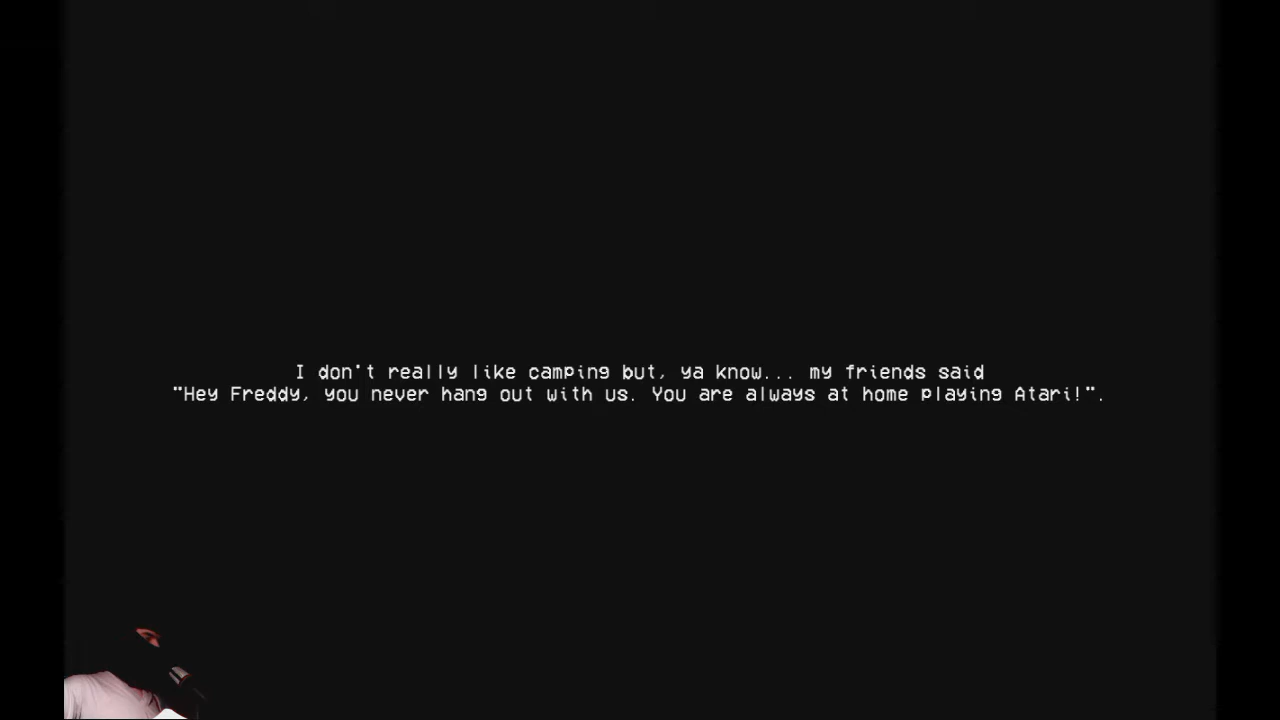 I don't really like camping but, ya know... my friends said
"Hey Freddy, you never hang out with us. You are always at home playing Atari!".